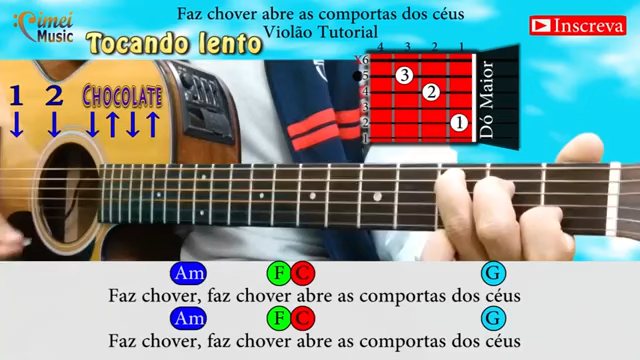 Cimei
Music
Faz chover abre as comportas dos céus
Violão Tutorial
Inscreva
Tocando lento
1 2 CHOCOLATE
4 3 2 1
X6
5
4
3
2
1
3
2
1
Dó Maior
Am F C G
Faz chover, faz chover abre as comportas dos céus
Am F C G
Faz chover, faz chover abre as comportas dos céus